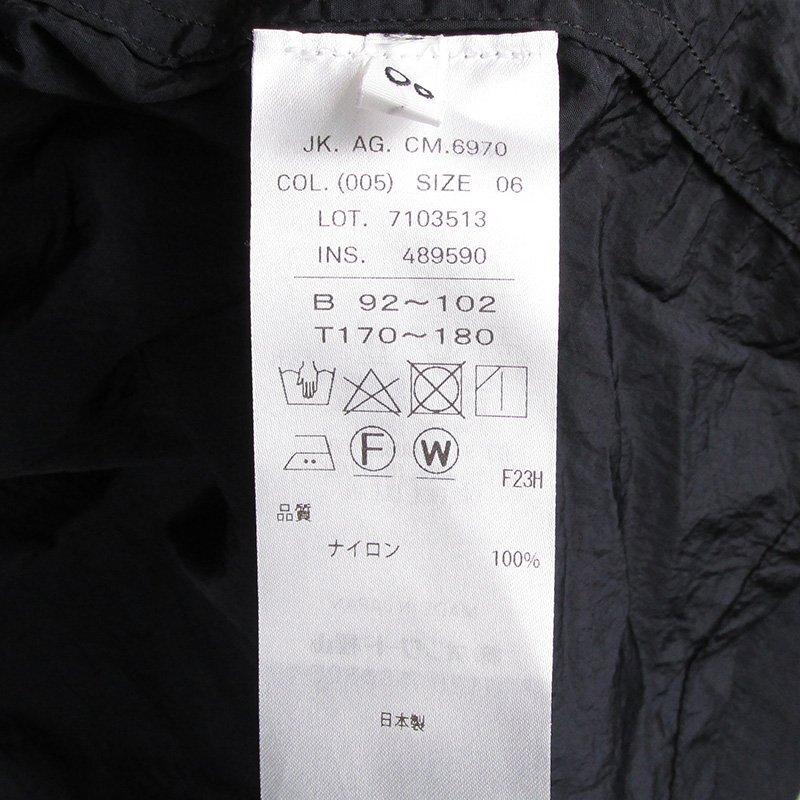 JK. AG. CM.6970
COL. (005) SIZE 06
LOT. 7103513
INS. 489590
B 92～102
T170～180
F
W
F23H
品質
ナイロン 100%
日本製